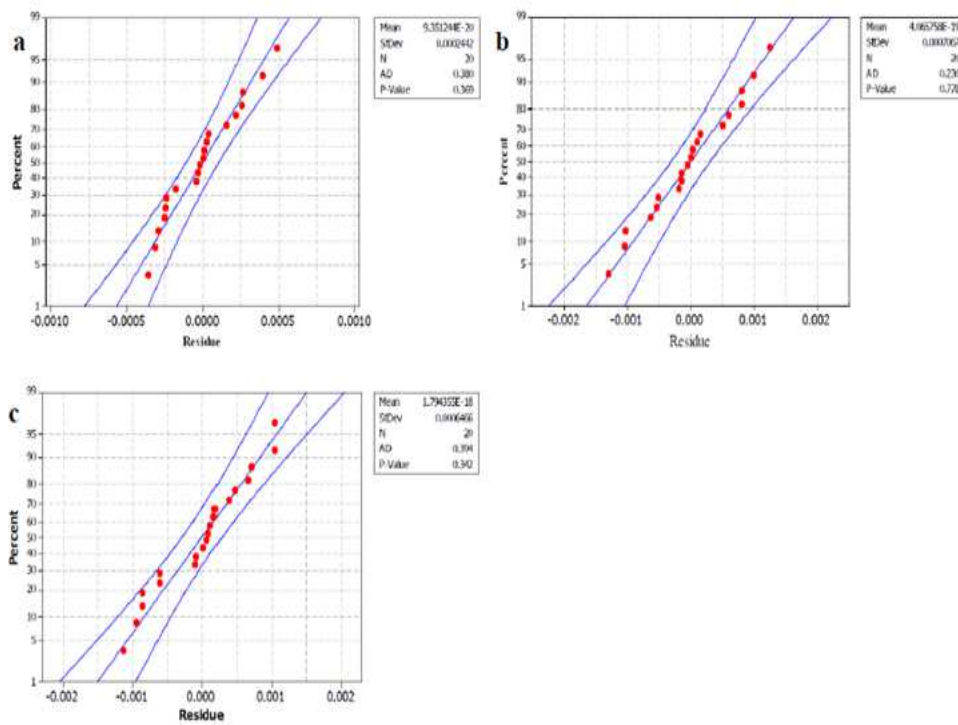 a
Percent
99
95
90
80
70
60
50
40
30
20
10
5
1
-0.0010
-0.0005
0.0000
0.0005
0.0010
Residue
Mean 9.351244E-20
StDev 0.0002442
N 20
AD 0.380
P-Value 0.369
b
Percent
99
95
90
80
70
60
50
40
30
20
10
5
1
-0.002
-0.001
0.000
0.001
0.002
Residue
Mean
StDev
N
AD
P-Value
c
Percent
99
95
90
80
70
60
50
40
30
20
10
5
1
-0.002
-0.001
0.000
0.001
0.002
Residue
Mean 1.794355E-18
StDev 0.0006466
N 20
AD 0.394
P-Value 0.342